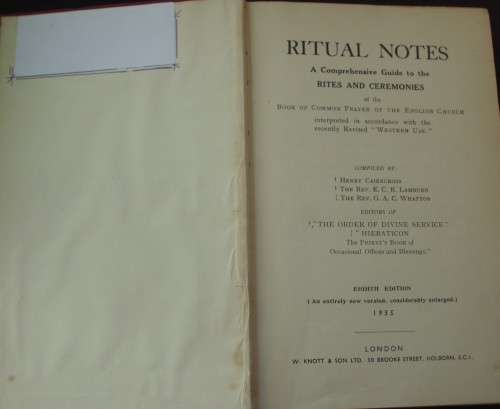 RITUAL NOTES
A Comprehensive Guide to the
RITES AND CEREMONIES
of the
BOOK OF COMMON PRAYER OF THE ENGLISH CHURCH
interpreted in accordance with the
recently Revised "WESTERN USE."
COMPILED BY
† HENRY CAIRNCROSS
† THE REV. E. C. R. LAMBURN
THE REV. G. A. C. WHATTON
EDITORS OF
"THE ORDER OF DIVINE SERVICE"
" HIERATICON
THE PRIEST'S BOOK OF
Occasional Offices and Blessings."
EIGHTH EDITION
(An entirely new version, considerably enlarged.)
1935
LONDON
W. KNOTT & SON LTD. 30 BROOKE STREET, HOLBORN, E.C.1.